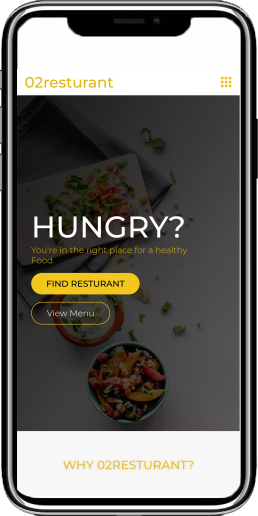 02resturant
HUNGRY?
You're in the right place for a healthy
Food
FIND RESTURANT
View Menu
WHY 02RESTURANT?